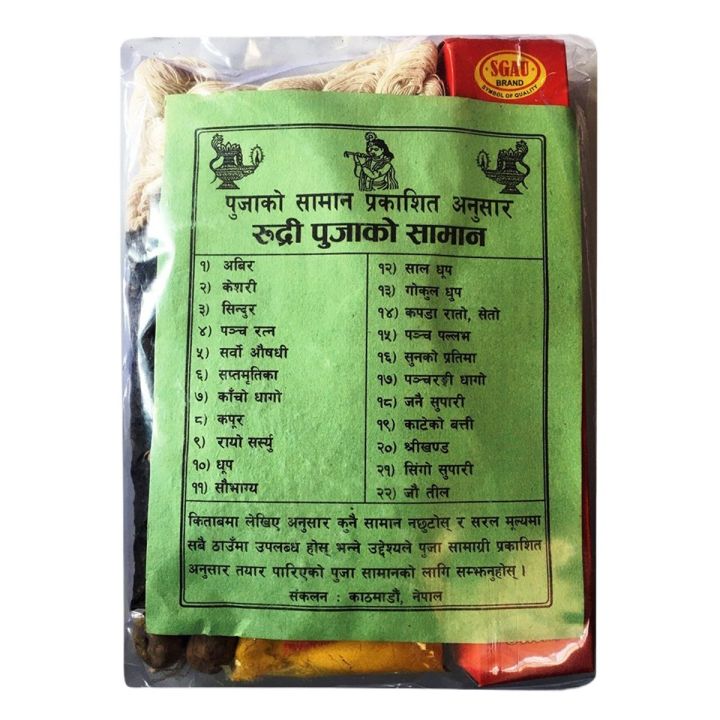 SGAU
BRAND
SYMBOL OF QUALITY
पुजाको सामान प्रकाशित अनुसार
रुद्री पुजाको सामान
१) अबिर
२) केशरी
३) सिन्दुर
४) पञ्च रत्न
५) सर्वो औषधी
६) सप्तमृतिका
७) काँचो धागो
८) कपूर
९) रायो सर्स्यु
१०) धूप
११) सौभाग्य
१२) साल धूप
१३) गोकुल धुप
१४) कपडा रातो, सेतो
१५) पञ्च पल्लभ
१६) सुनको प्रतिमा
१७) पञ्चरङ्गी धागो
१८) जनै सुपारी
१९) काटेको बत्ती
२०) श्रीखण्ड
२१) सिंगो सुपारी
२२) जौ तील
किताबमा लेखिए अनुसार कुनै सामान नछुटोस् र सरल मूल्यमा
सबै ठाउँमा उपलब्ध होस् भन्ने उद्देश्यले पुजा सामाग्री प्रकाशित
अनुसार तयार पारिएको पुजा सामानको लागि सम्झनुहोस् ।
संकलन : काठमाडौं, नेपाल